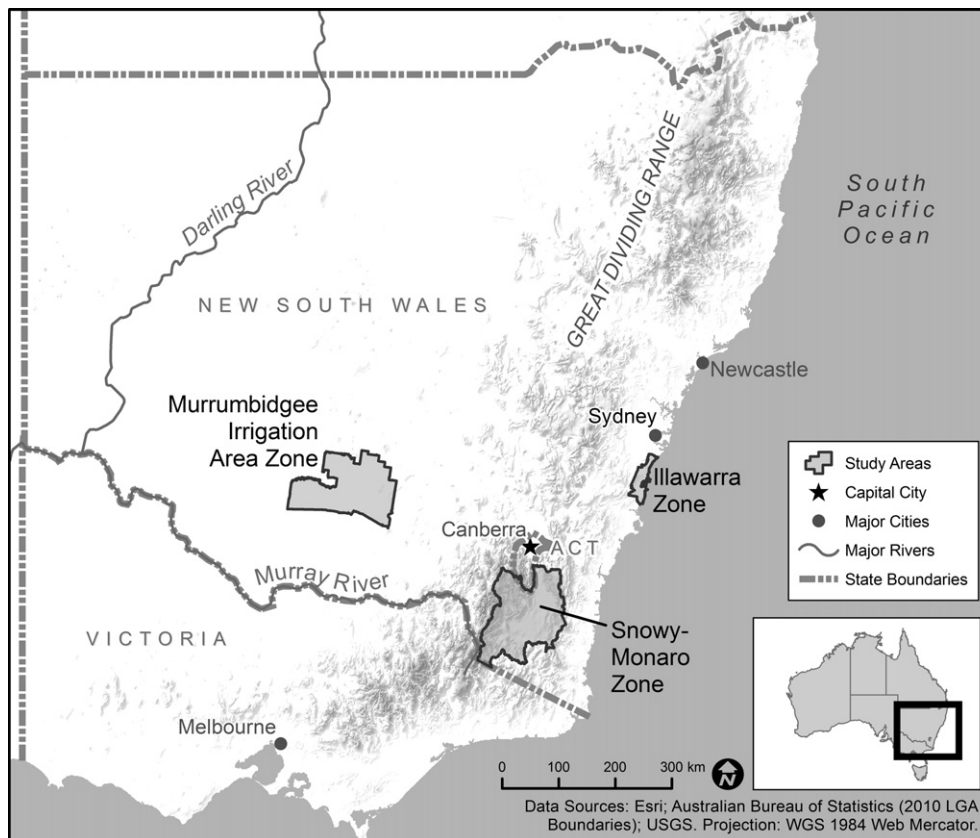 Darling River
GREAT DIVIDING RANGE
South
Pacific
Ocean
NEW SOUTH WALES
Newcastle
Murrumbidgee
Irrigation
Area Zone
Sydney
Illawarra
Zone
Canberra
ACT
Murray River
VICTORIA
Snowy-
Monaro
Zone
Melbourne
Study Areas
Capital City
Major Cities
Major Rivers
State Boundaries
0 100 200 300 km
N
Data Sources: Esri; Australian Bureau of Statistics (2010 LGA
Boundaries); USGS. Projection: WGS 1984 Web Mercator.